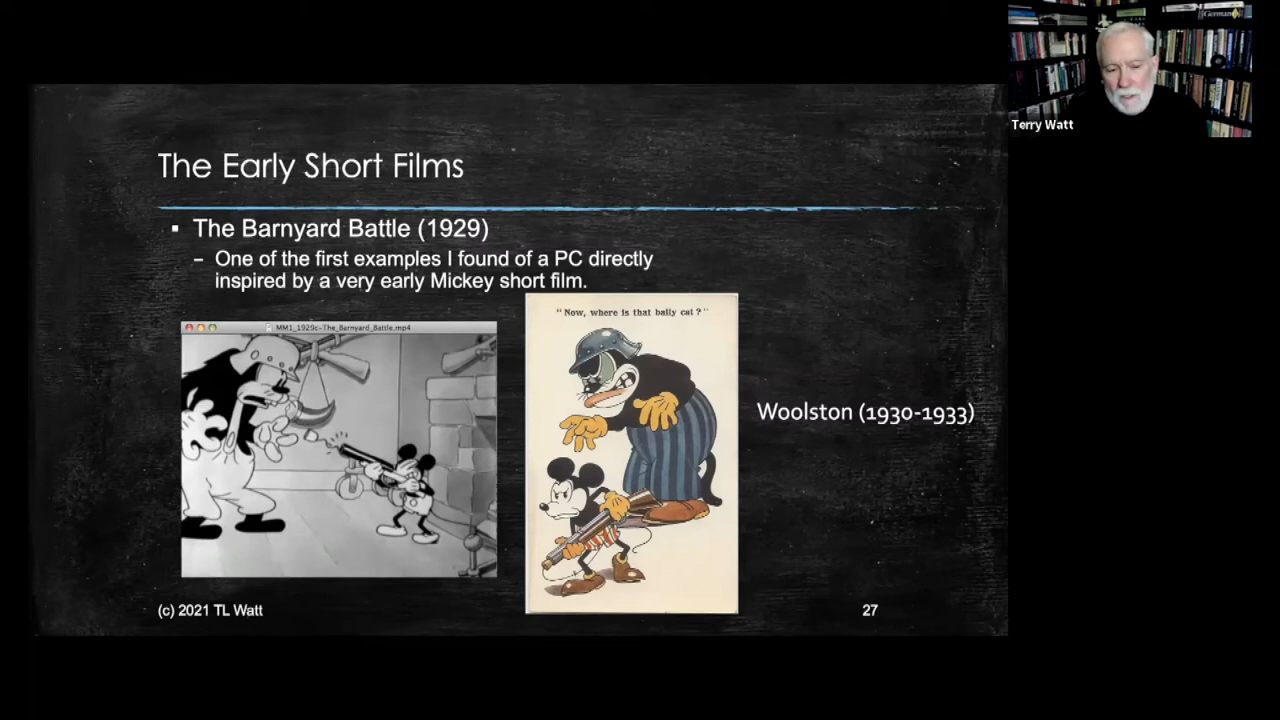 German
Terry Watt
The Early Short Films
▪ The Barnyard Battle (1929)
– One of the first examples I found of a PC directly
inspired by a very early Mickey short film.
MM1_1929c-The_Barnyard_Battle.mp4
"Now, where is that bally cat?"
Woolston (1930-1933)
(c) 2021 TL Watt
27